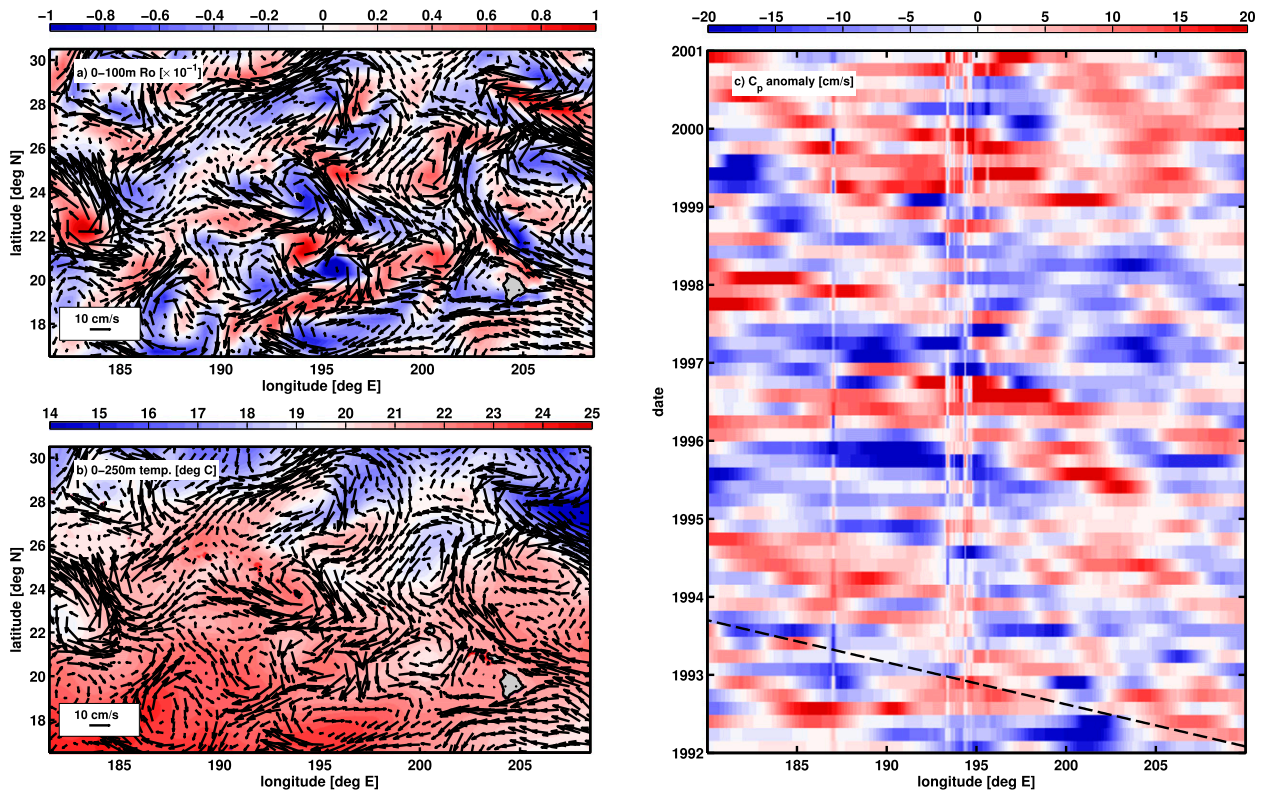 −1 −0.8 −0.6 −0.4 −0.2 0 0.2 0.4 0.6 0.8 1
a) 0−100m Ro [× 10−1]
30
28
26
24
22
20
18
latitude [deg N]
10 cm/s
185 190 195 200 205
longitude [deg E]
14 15 16 17 18 19 20 21 22 23 24 25
b) 0−250m temp. [deg C]
30
28
26
24
22
20
18
latitude [deg N]
10 cm/s
185 190 195 200 205
longitude [deg E]
−20 −15 −10 −5 0 5 10 15 20
c) Cp anomaly [cm/s]
2001
2000
1999
1998
1997
1996
1995
1994
1993
1992
date
185 190 195 200 205
longitude [deg E]